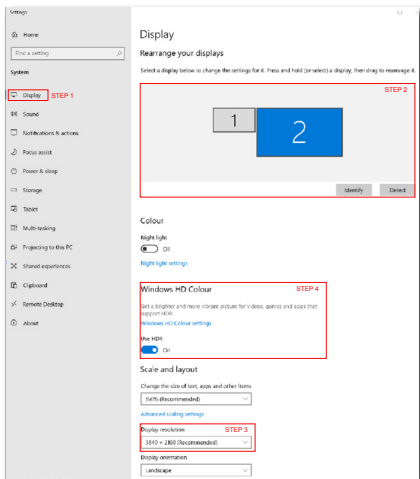 Settings
Home
Find a setting
System
Display STEP 1
Sound
Notifications & actions
Focus assist
Power & sleep
Storage
Tablet
Multi-tasking
Projecting to this PC
Shared experiences
Clipboard
Remote Desktop
About
Display
Rearrange your displays
Select a display below to change the settings for it. Press and hold (or select) a display, then drag to rearrange it.
STEP 2
1
2
Identify Detect
Colour
Night light
Off
Night light settings
Windows HD Colour STEP 4
Get a brighter and more vibrant picture for videos, games and apps that
support HDR.
Windows HD Colour settings
Use HDR
On
Scale and layout
Change the size of text, apps and other items
(Recommended)
Advanced scaling settings
Display resolution STEP 3
3840 × 2160 (Recommended)
Display orientation
Landscape